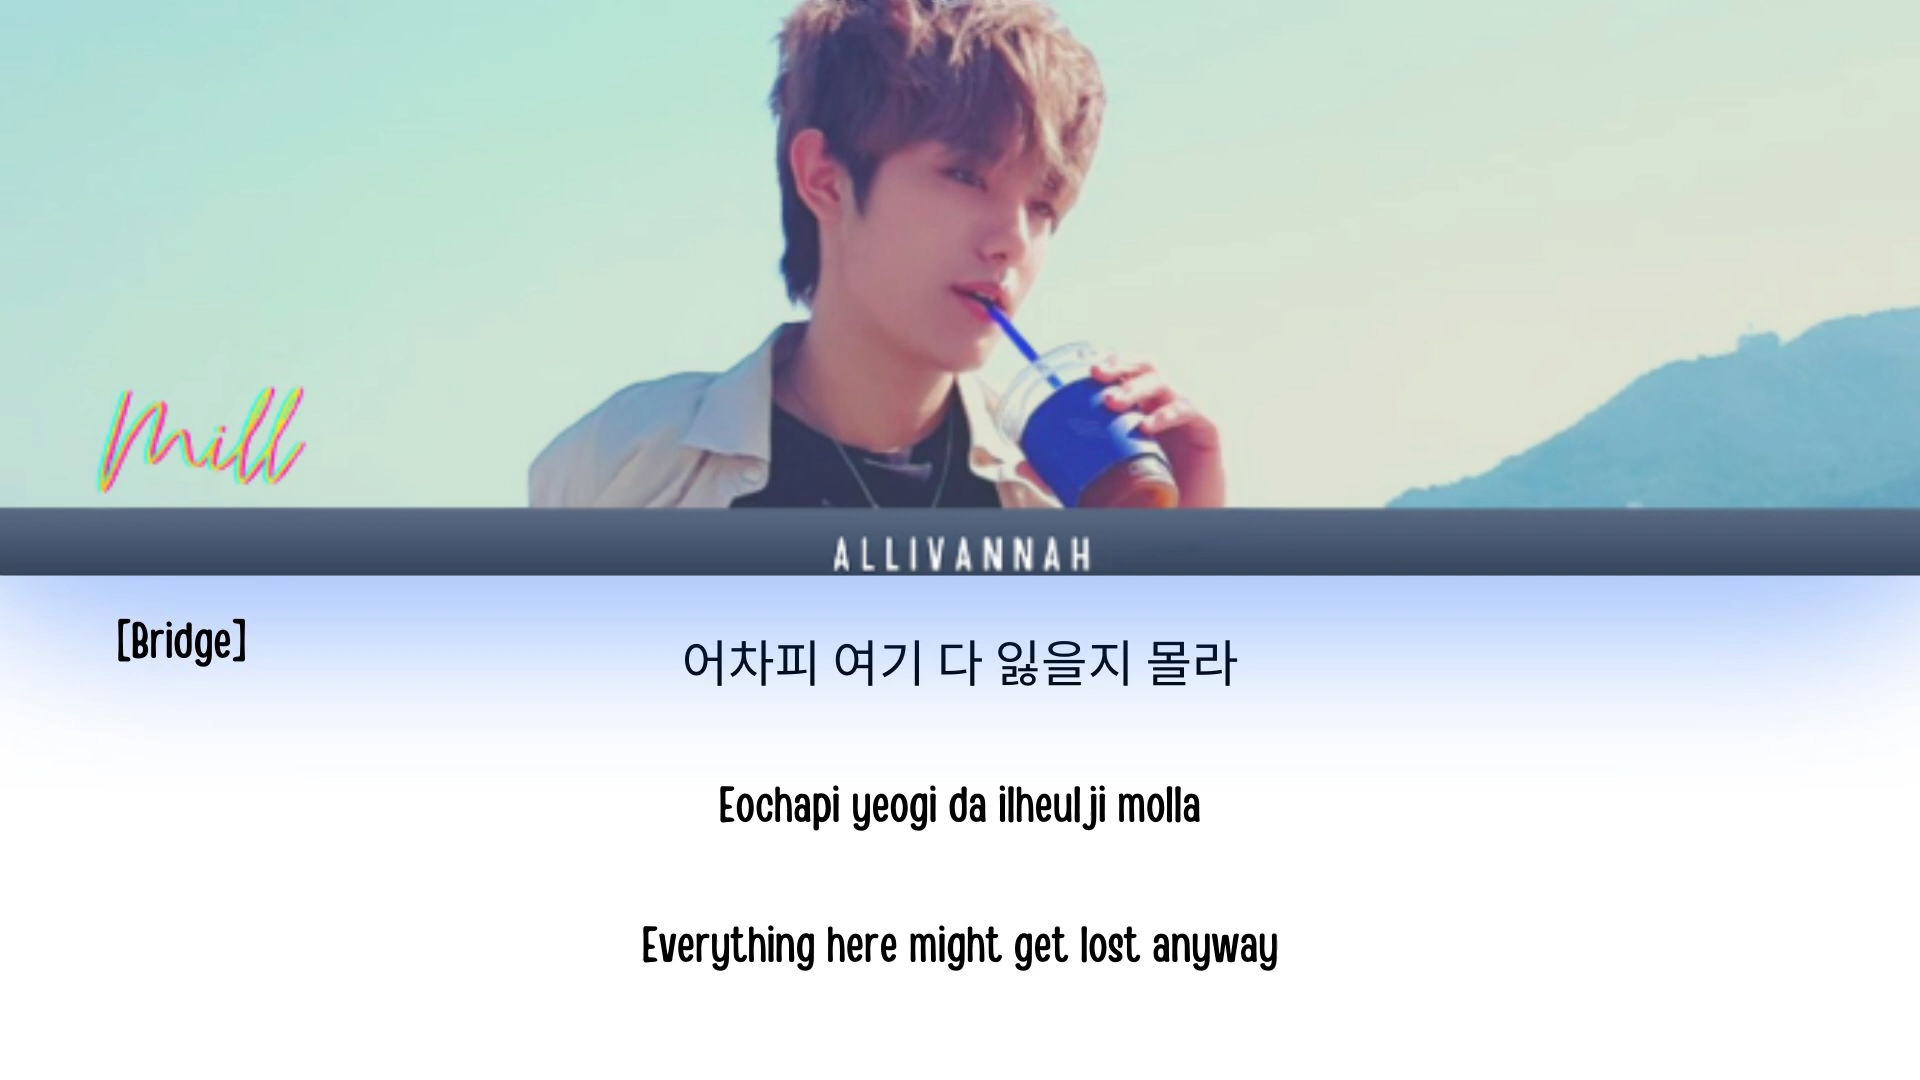 Mill
ALLIVANNAH
[Bridge]
어차피 여기 다 잃을지 몰라
Eochapi yeogi da ilheulji molla
Everything here might get lost anyway